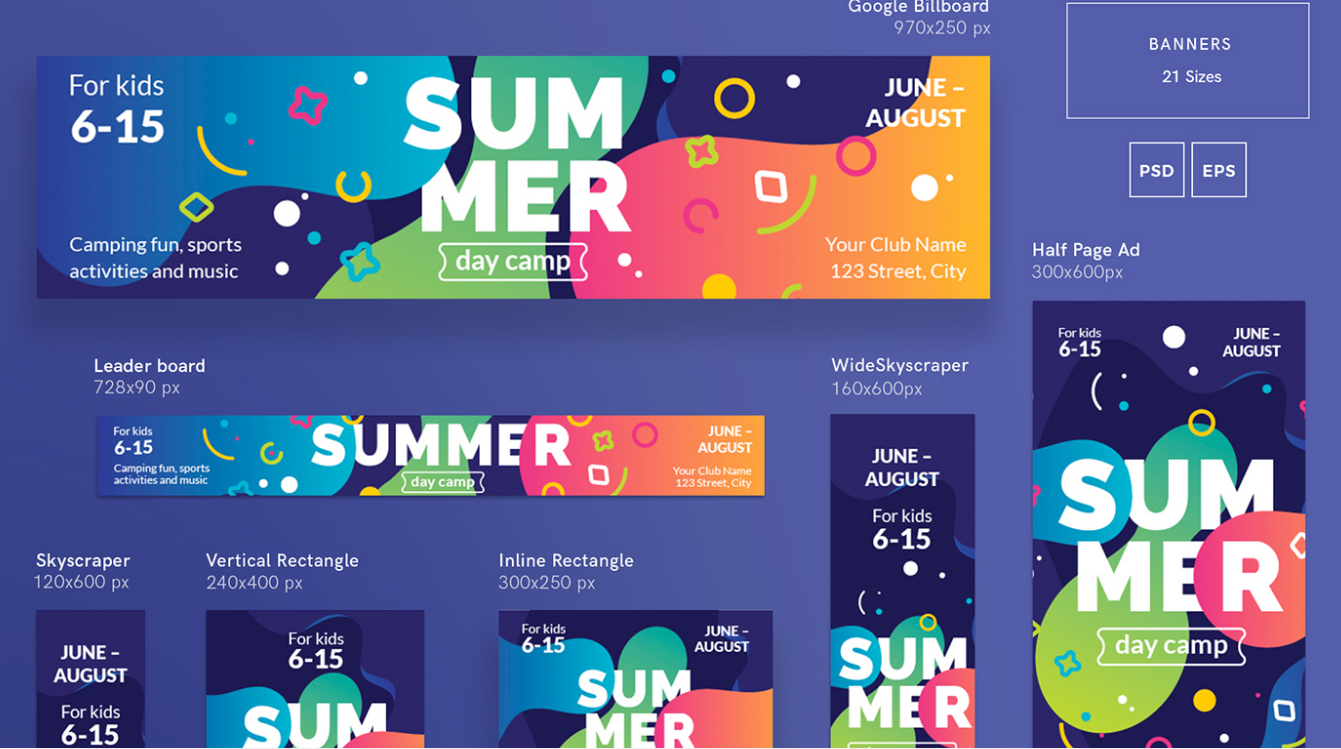 Google Billboard
970x250 px
For kids
6-15
SUM
MER
day camp
JUNE –
AUGUST
Camping fun, sports
activities and music
Your Club Name
123 Street, City
BANNERS
21 Sizes
PSD
EPS
Leader board
728x90 px
For kids
6-15
Camping fun, sports
activities and music
SUMMER
day camp
JUNE –
AUGUST
Your Club Name
123 Street, City
WideSkyscraper
160x600px
JUNE –
AUGUST
For kids
6-15
SUM
MER
Half Page Ad
300x600px
For kids
6-15
JUNE –
AUGUST
SUM
MER
day camp
Skyscraper
120x600 px
JUNE –
AUGUST
For kids
6-15
Vertical Rectangle
240x400 px
For kids
6-15
SUM
Inline Rectangle
300x250 px
For kids
6-15
JUNE –
AUGUST
SUM
MER